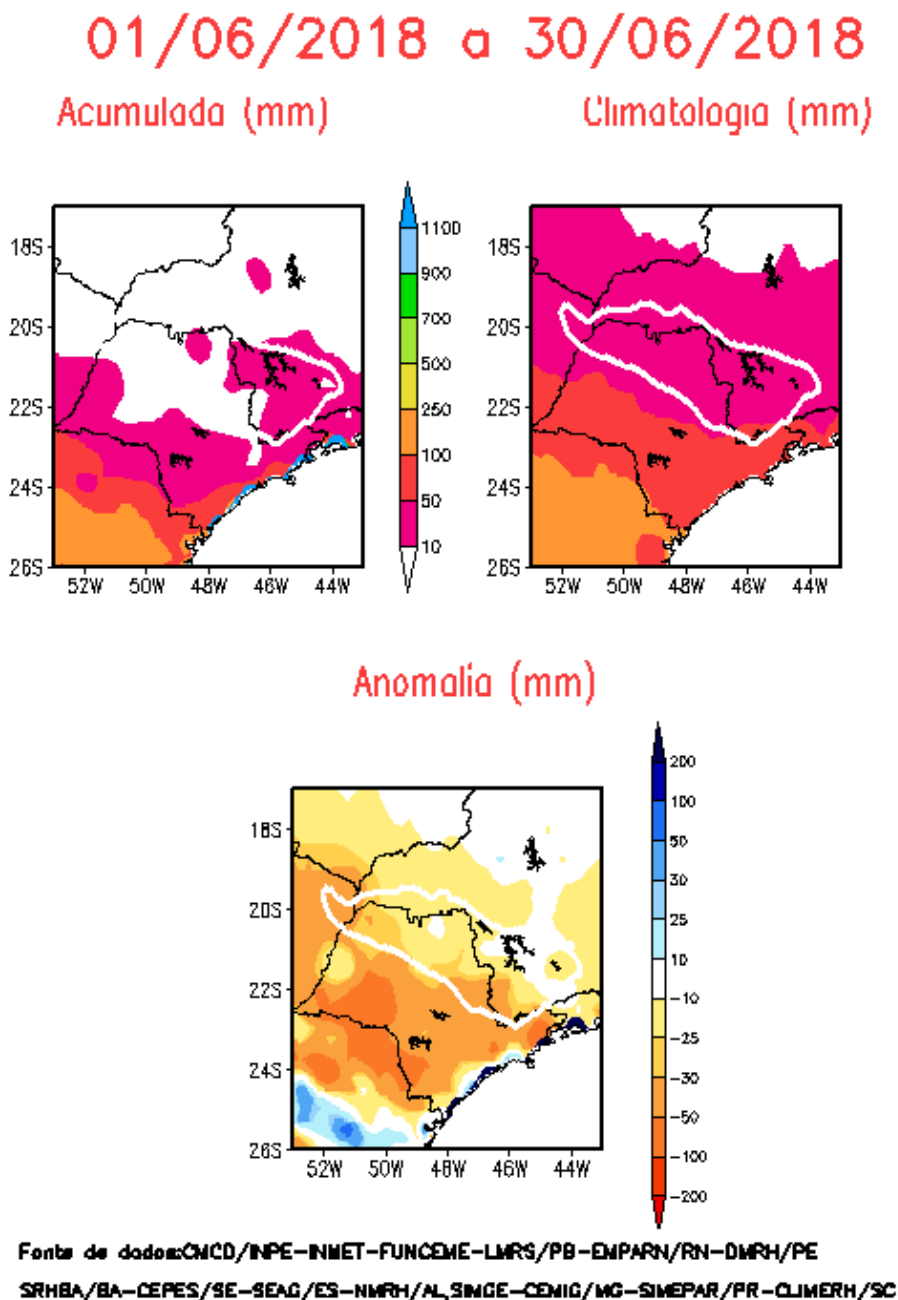 01/06/2018 a 30/06/2018
Acumulada (mm)
Climatologia (mm)
18S
20S
22S
24S
26S
52W 50W 48W 46W 44W
1100
900
700
500
250
100
50
10
18S
20S
22S
24S
26S
52W 50W 48W 46W 44W
Anomalia (mm)
18S
20S
22S
24S
26S
52W 50W 48W 46W 44W
200
100
50
30
25
10
-10
-25
-30
-50
-100
-200
Fonte de dados:CMCD/INPE-INMET-FUNCEME-LMRS/PB-EMPARN/RN-DMRH/PE
SRHBA/BA-CEPES/SE-SEAG/ES-NMRH/AL,SIMGE-CEMIG/MG-SIMEPAR/PR-CLIMERH/SC